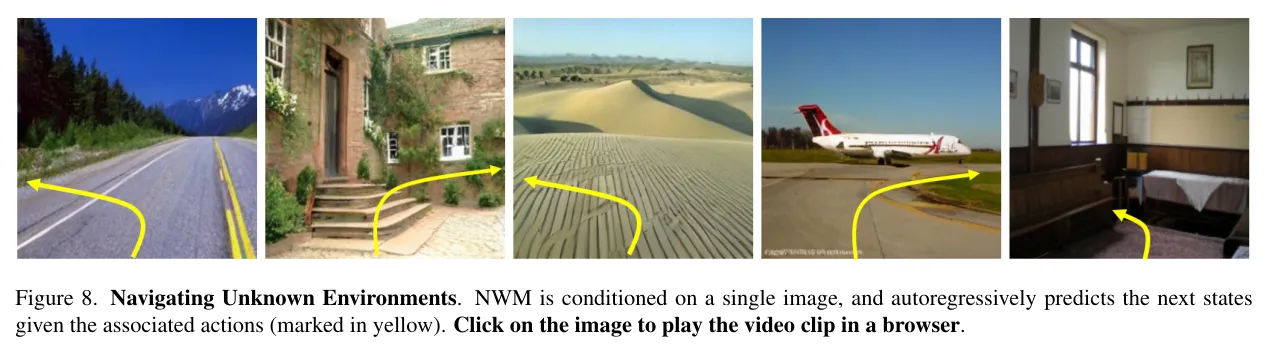 Figure 8. Navigating Unknown Environments. NWM is conditioned on a single image, and autoregressively predicts the next states
given the associated actions (marked in yellow). Click on the image to play the video clip in a browser.